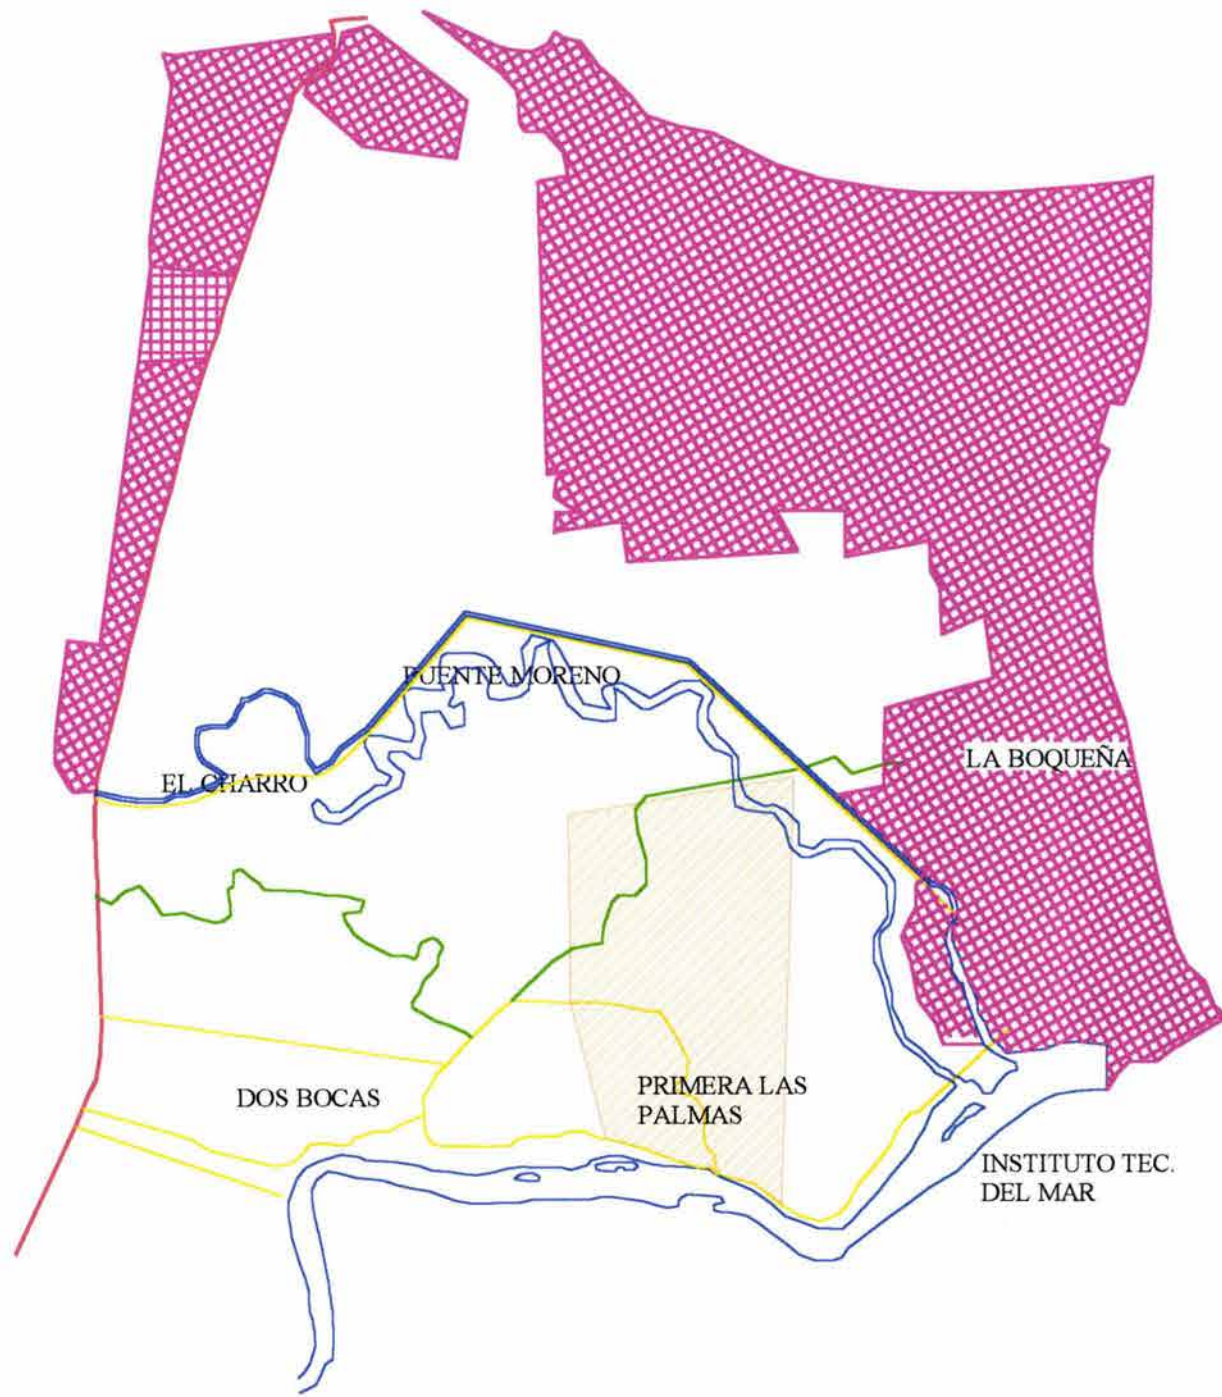 PUENTE MORENO
LA BOQUEÑA
EL CHARRO
DOS BOCAS
PRIMERA LAS
PALMAS
INSTITUTO TEC.
DEL MAR